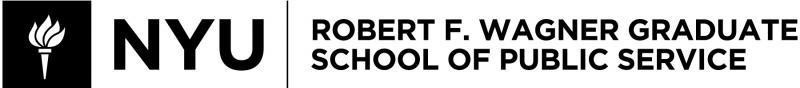 NYU
ROBERT F. WAGNER GRADUATE
SCHOOL OF PUBLIC SERVICE